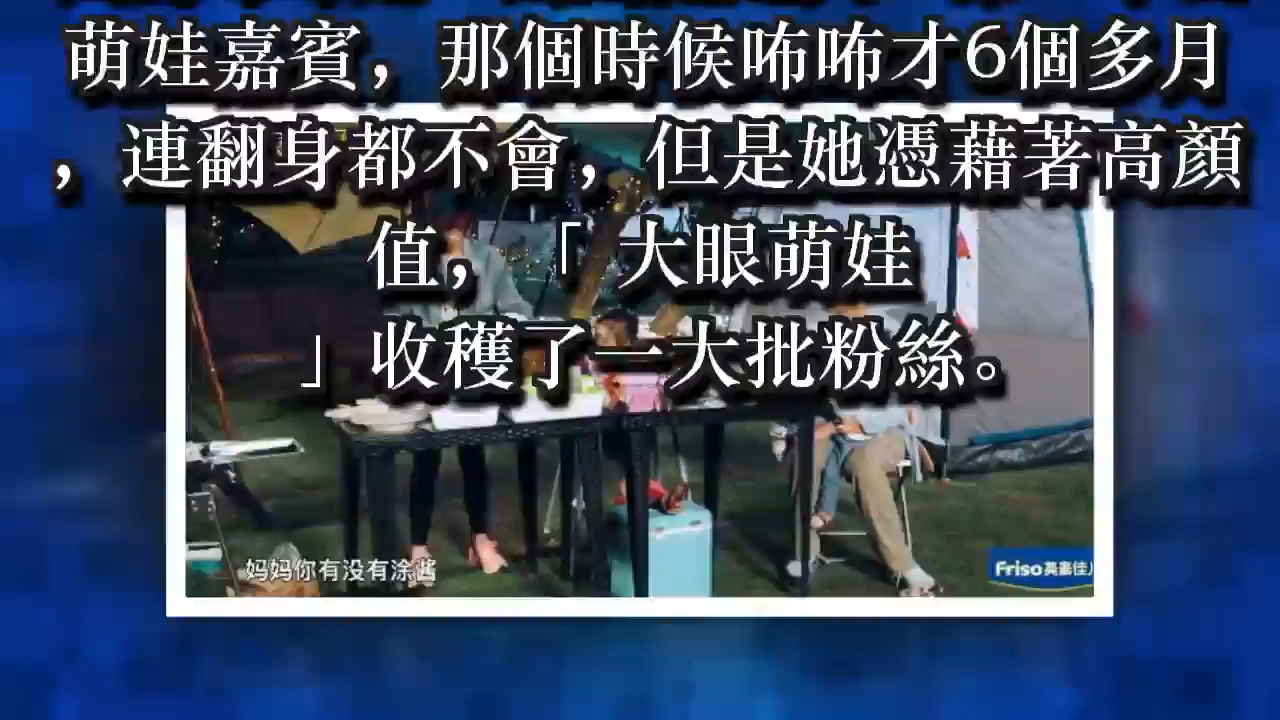 萌娃嘉賓，那個時候咘咘才6個多月
，連翻身都不會，但是她憑藉著高顏
值，「 大眼萌娃
」收穫了一大批粉絲。
妈妈你有没有涂酱
Friso美素佳儿